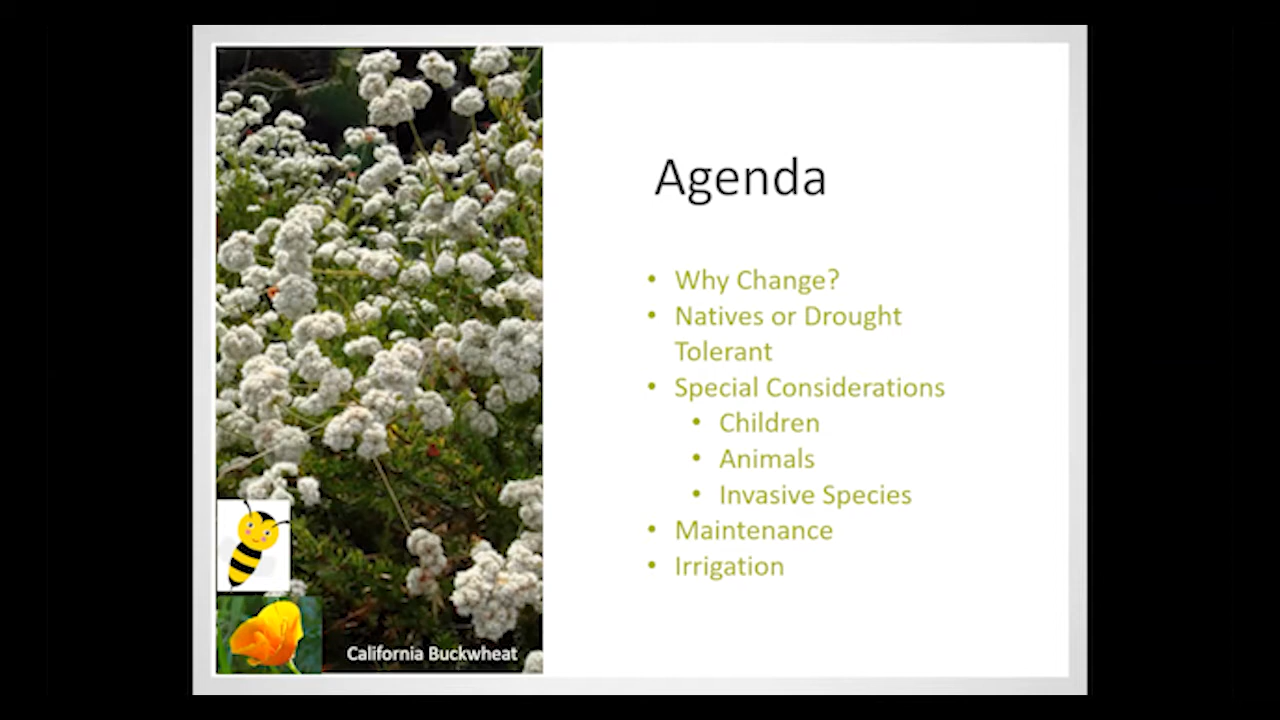 Agenda
• Why Change?
• Natives or Drought
Tolerant
• Special Considerations
• Children
• Animals
• Invasive Species
• Maintenance
• Irrigation
California Buckwheat